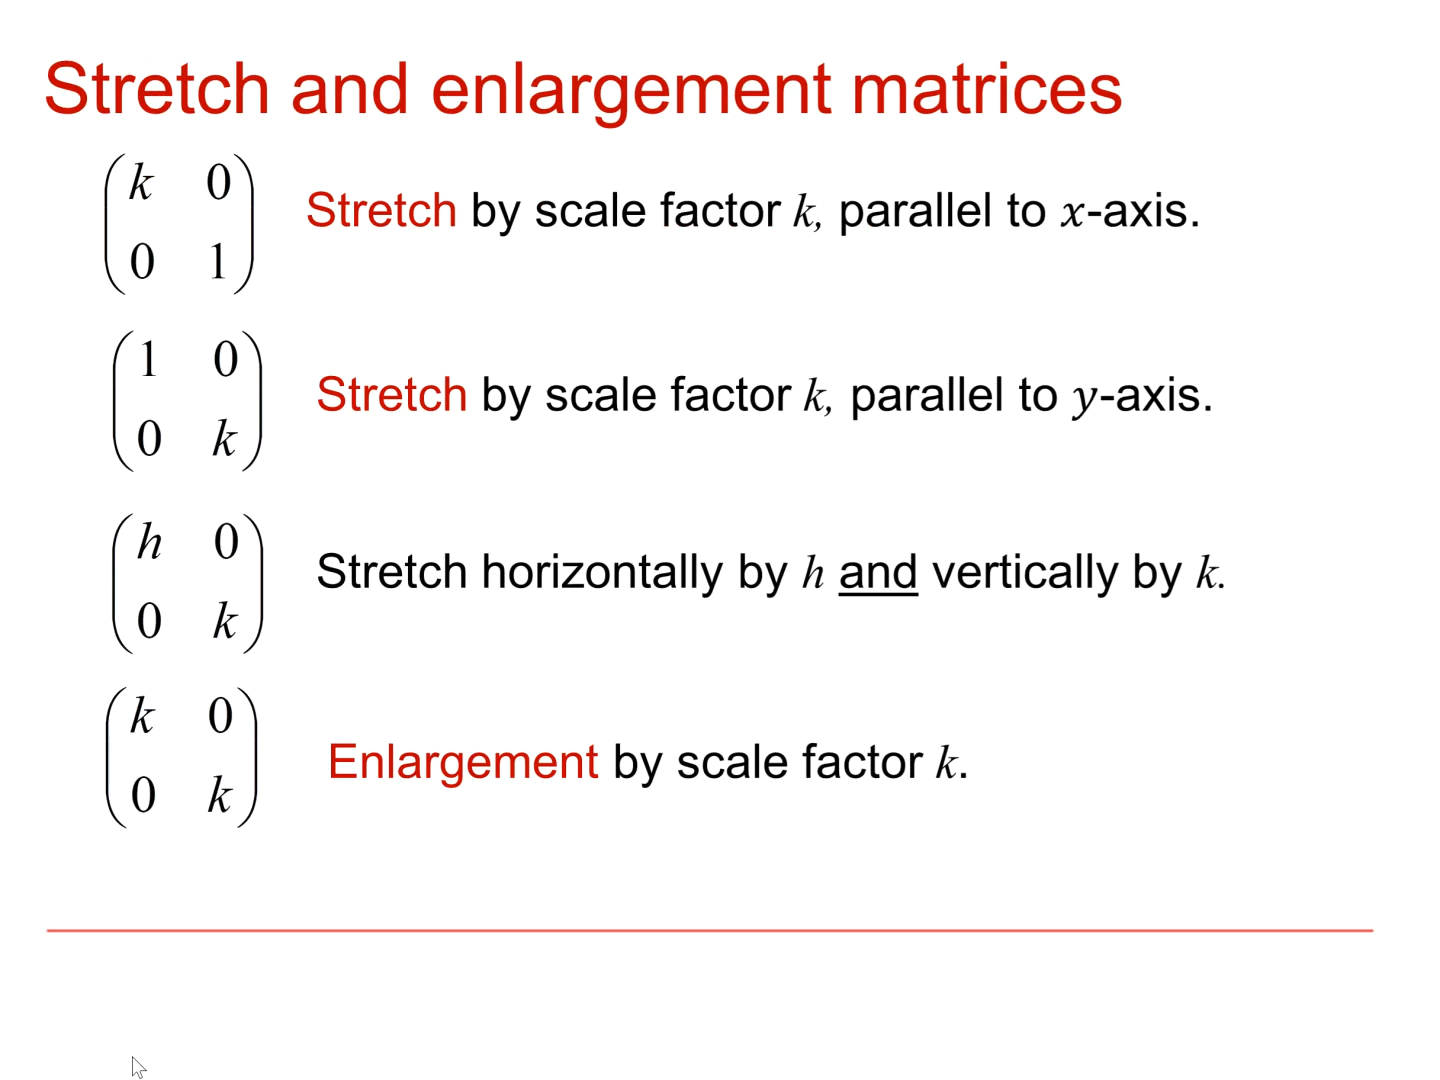 Stretch and enlargement matrices
k 0
0 1
Stretch by scale factor k, parallel to x-axis.
1 0
0 k
Stretch by scale factor k, parallel to y-axis.
h 0
0 k
Stretch horizontally by h and vertically by k.
k 0
0 k
Enlargement by scale factor k.